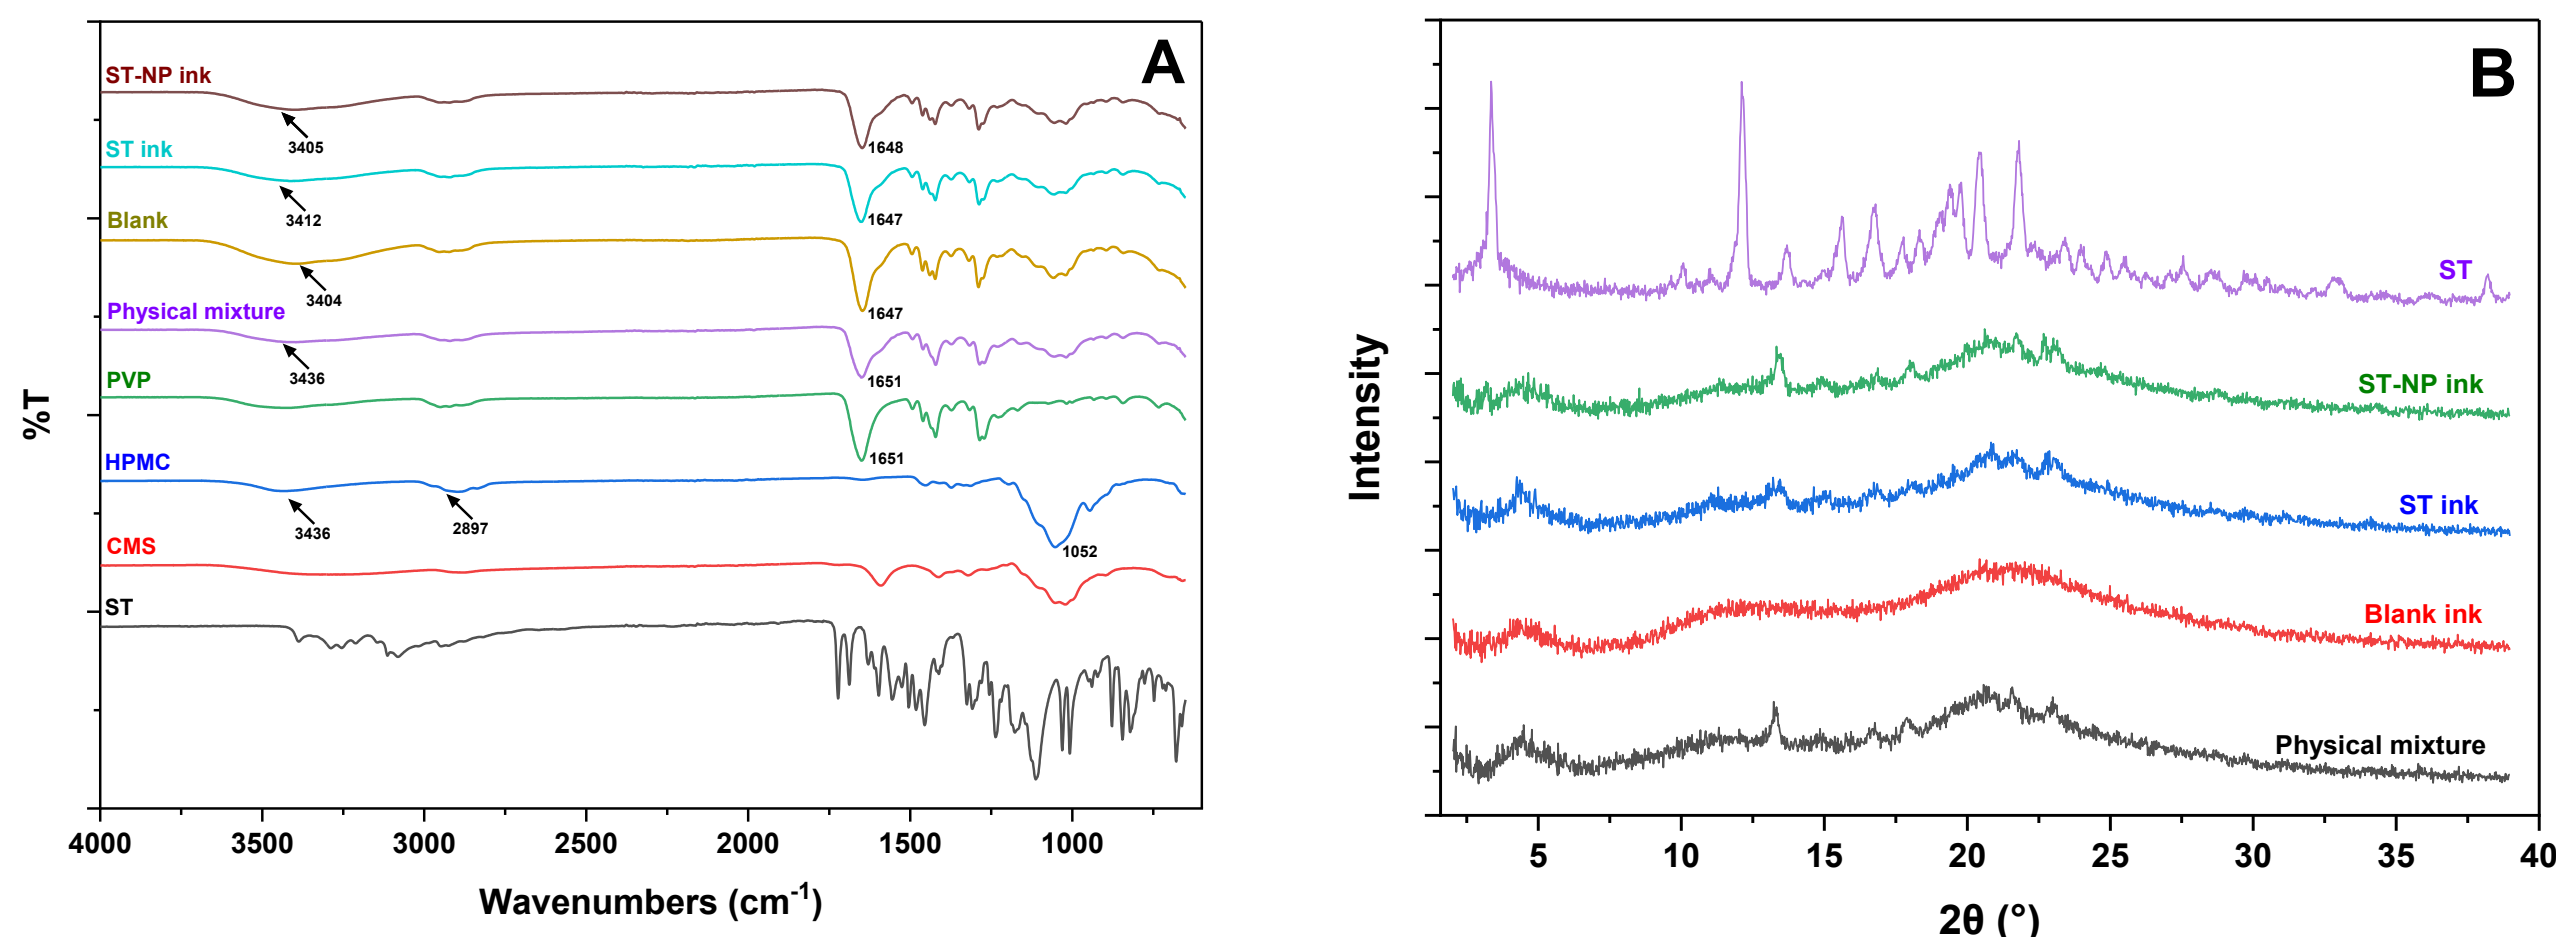 A
ST-NP ink
3405
1648
ST ink
3412
1647
Blank
3404
1647
Physical mixture
3436
1651
PVP
1651
HPMC
3436
2897
1052
CMS
ST
%T
4000 3500 3000 2500 2000 1500 1000
Wavenumbers (cm⁻¹)
B
ST
ST-NP ink
ST ink
Blank ink
Physical mixture
Intensity
5 10 15 20 25 30 35 40
2θ (°)